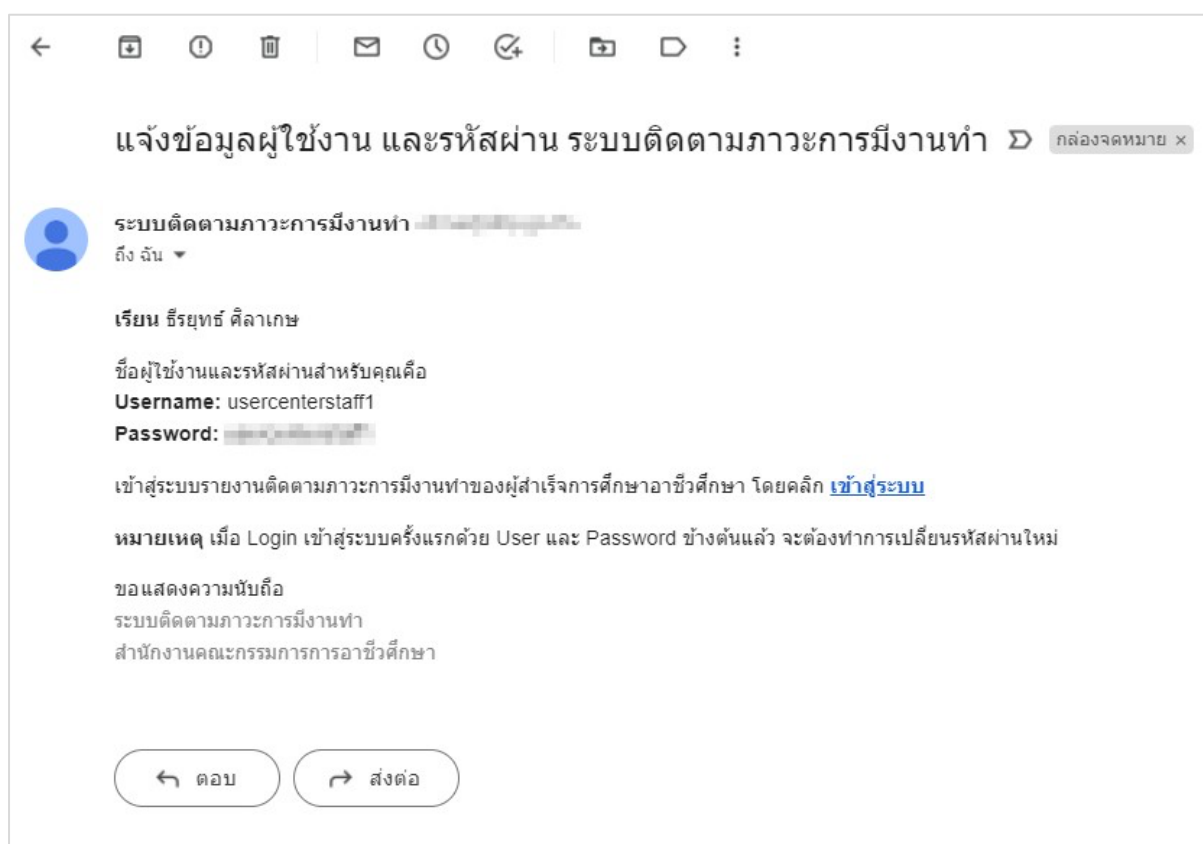 แจ้งข้อมูลผู้ใช้งาน และรหัสผ่าน ระบบติดตามภาวะการมีงานทำ กล่องจดหมาย ×
ระบบติดตามภาวะการมีงานทำ
ถึง ฉัน
เรียน ธีรยุทธ์ ศิลาเกษ
ชื่อผู้ใช้งานและรหัสผ่านสำหรับคุณคือ
Username: usercenterstaff1
Password:
เข้าสู่ระบบรายงานติดตามภาวะการมีงานทำของผู้สำเร็จการศึกษาอาชีวศึกษา โดยคลิก เข้าสู่ระบบ
หมายเหตุ เมื่อ Login เข้าสู่ระบบครั้งแรกด้วย User และ Password ข้างต้นแล้ว จะต้องทำการเปลี่ยนรหัสผ่านใหม่
ขอแสดงความนับถือ
ระบบติดตามภาวะการมีงานทำ
สำนักงานคณะกรรมการการอาชีวศึกษา
ตอบ ส่งต่อ